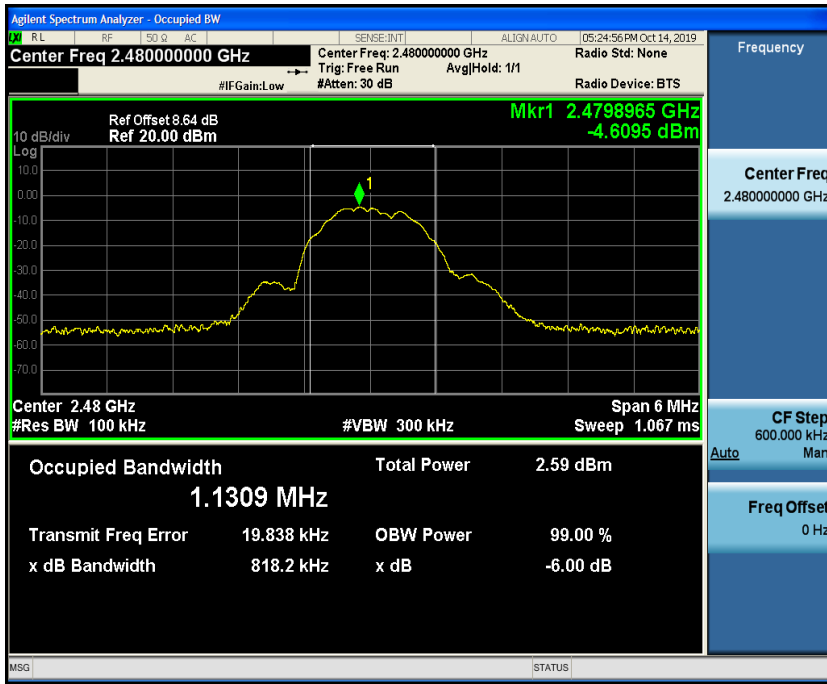 Agilent Spectrum Analyzer - Occupied BW
LXI RL RF 50 Ω AC SENSE:INT ALIGN AUTO 05:24:56 PM Oct 14, 2019
Center Freq 2.480000000 GHz
Center Freq: 2.480000000 GHz Radio Std: None
Trig: Free Run Avg|Hold: 1/1
#IFGain:Low #Atten: 30 dB Radio Device: BTS
Frequency
Mkr1 2.4798965 GHz
-4.6095 dBm
Ref Offset 8.64 dB
10 dB/div Ref 20.00 dBm
Log
10.0
0.00
-10.0
-20.0
-30.0
-40.0
-50.0
-60.0
-70.0
1
Center 2.48 GHz Span 6 MHz
#Res BW 100 kHz #VBW 300 kHz Sweep 1.067 ms
Occupied Bandwidth Total Power 2.59 dBm
1.1309 MHz
Transmit Freq Error 19.838 kHz OBW Power 99.00 %
x dB Bandwidth 818.2 kHz x dB -6.00 dB
Center Freq
2.480000000 GHz
CF Step
600.000 kHz
Auto Man
Freq Offset
0 Hz
MSG STATUS